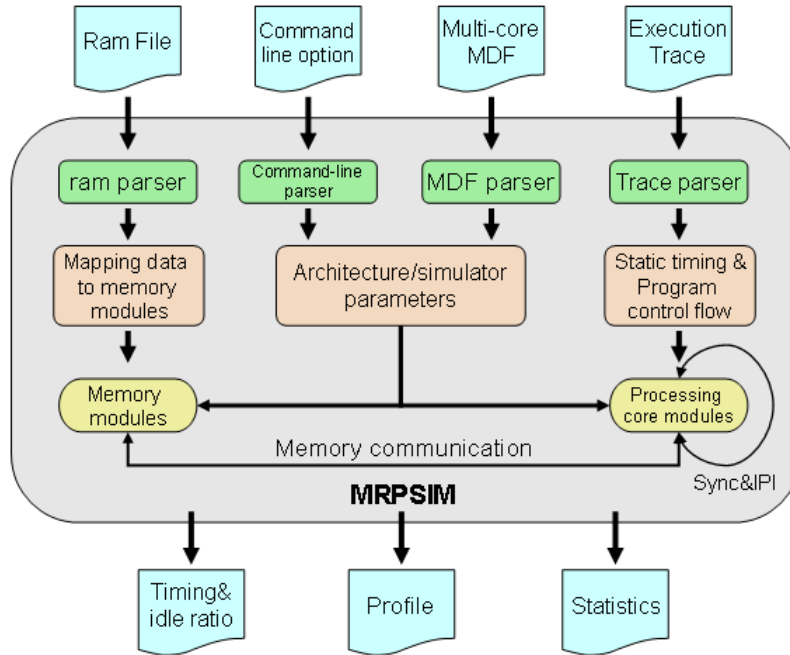 Ram File
Command
line option
Multi-core
MDF
Execution
Trace
ram parser
Command-line
parser
MDF parser
Trace parser
Mapping data
to memory
modules
Architecture/simulator
parameters
Static timing &
Program
control flow
Memory
modules
Processing
core modules
Memory communication
Sync&IPI
MRPSIM
Timing&
idle ratio
Profile
Statistics